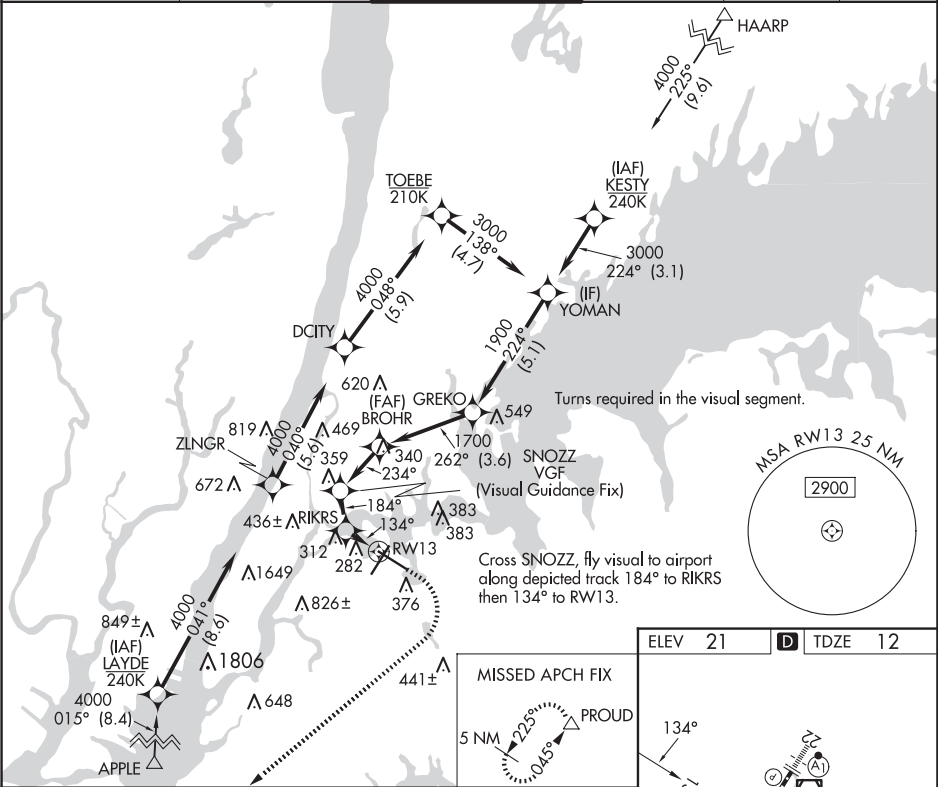 HAARP
4000
225°
(9.6)
(IAF)
KESTY
240K
TOEBE
210K
3000
138°
(4.7)
3000
224° (3.1)
(IF)
YOMAN
4000
048°
(5.9)
DCITY
1900
224°
(5.1)
620
(FAF)
BROHR
GREKO
549
Turns required in the visual segment.
819
469
4000
040°
(5.6)
ZLNGR
359
340
1700
262° (3.6)
234°
SNOZZ
VGF
(Visual Guidance Fix)
672
184°
436±
RIKRS
134°
383
383
312
282
RW13
376
MSA RW13 25 NM
2900
Cross SNOZZ, fly visual to airport
along depicted track 184° to RIKRS
then 134° to RW13.
1649
826±
4000
041°
(8.6)
849±
(IAF)
LAYDE
240K
1806
441±
648
4000
015° (8.4)
APPLE
MISSED APCH FIX
PROUD
225°
045°
5 NM
ELEV 21 D TDZE 12
134°
22
P
A1